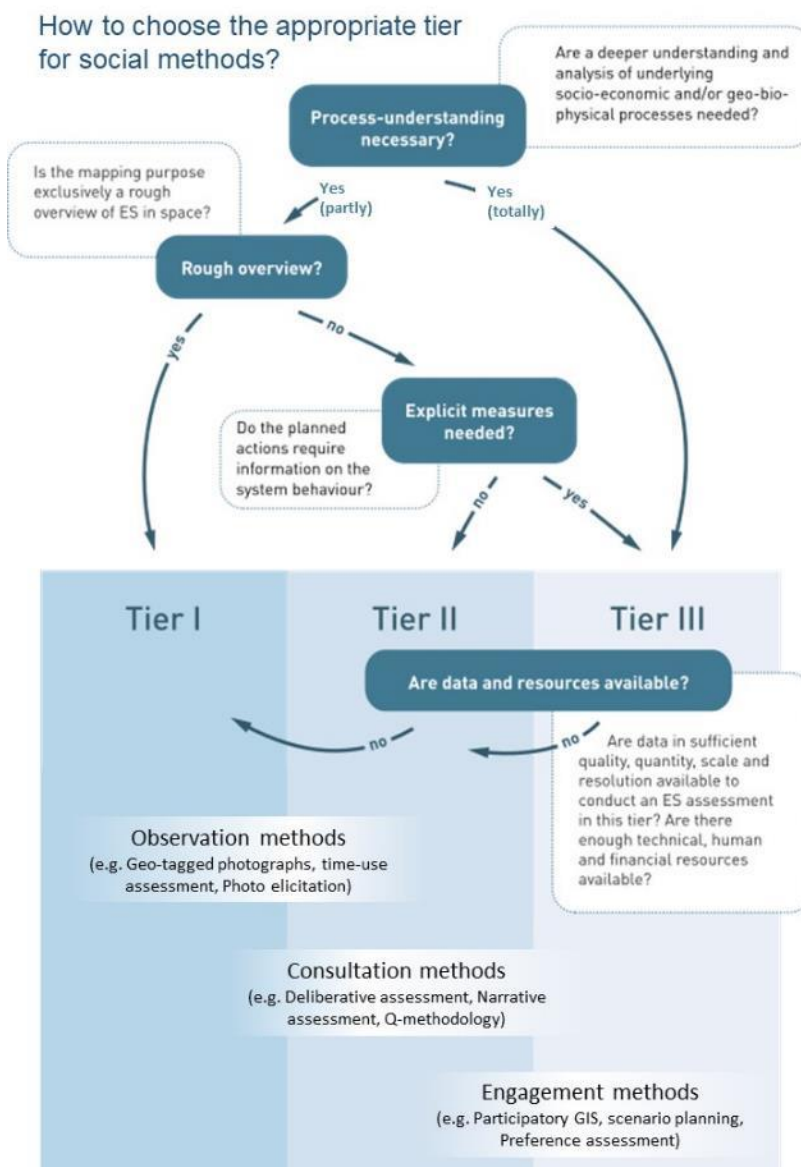 How to choose the appropriate tier
for social methods?
Are a deeper understanding and
analysis of underlying
socio-economic and/or geo-bio-
physical processes needed?
Process-understanding
necessary?
Is the mapping purpose
exclusively a rough
overview of ES in space?
Yes
(partly)
Yes
(totally)
Rough overview?
yes
no
Explicit measures
needed?
Do the planned
actions require
information on the
system behaviour?
no
yes
Tier I
Tier II
Tier III
Are data and resources available?
no
no
Are data in sufficient
quality, quantity, scale and
resolution available to
conduct an ES assessment
in this tier? Are there
enough technical, human
and financial resources
available?
Observation methods
(e.g. Geo-tagged photographs, time-use
assessment, Photo elicitation)
Consultation methods
(e.g. Deliberative assessment, Narrative
assessment, Q-methodology)
Engagement methods
(e.g. Participatory GIS, scenario planning,
Preference assessment)